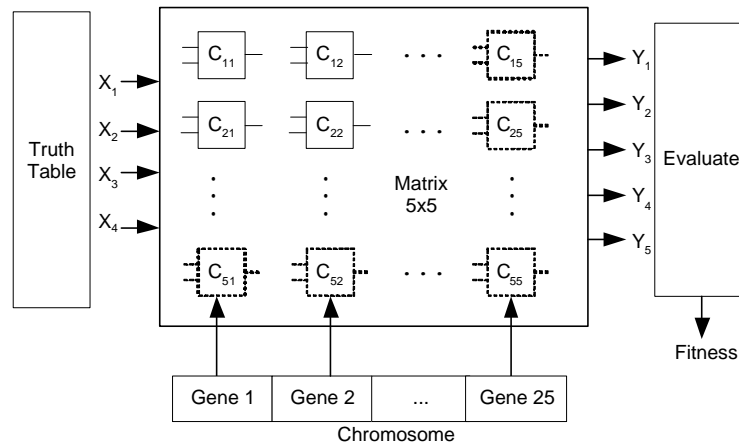 Truth
Table
X1
X2
X3
X4
C11
C12
. . .
C15
C21
C22
. . .
C25
Matrix
5x5
C51
C52
. . .
C55
Y1
Y2
Y3
Y4
Y5
Evaluate
Fitness
Gene 1
Gene 2
...
Gene 25
Chromosome